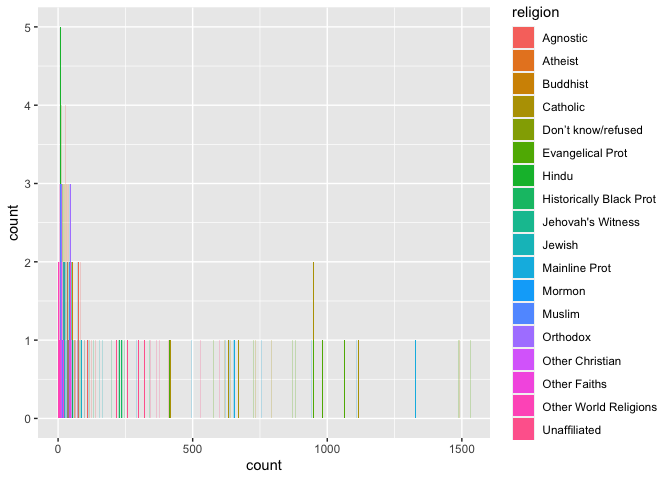 religion
Agnostic
Atheist
Buddhist
Catholic
Don’t know/refused
Evangelical Prot
Hindu
Historically Black Prot
Jehovah's Witness
Jewish
Mainline Prot
Mormon
Muslim
Orthodox
Other Christian
Other Faiths
Other World Religions
Unaffiliated
5
4
3
2
1
0
count
0 500 1000 1500
count